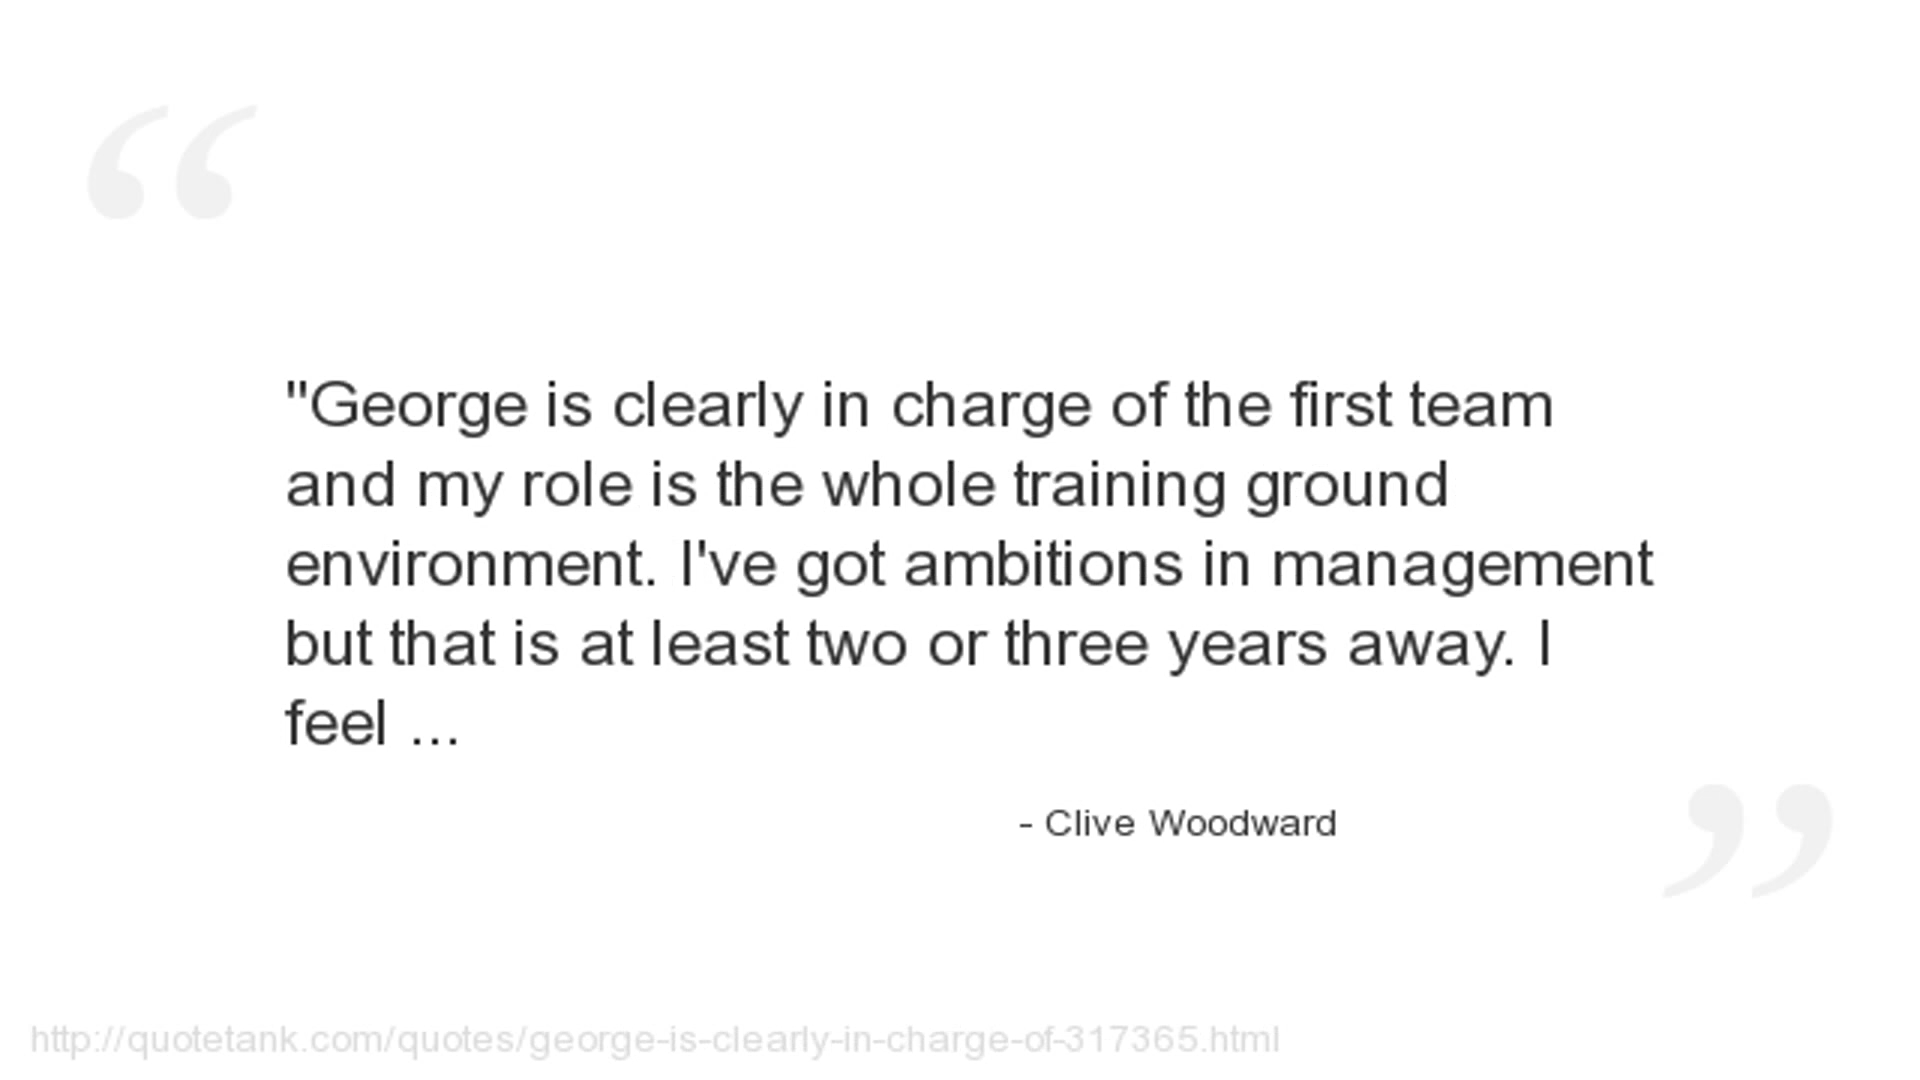 "George is clearly in charge of the first team
and my role is the whole training ground
environment. I've got ambitions in management
but that is at least two or three years away. I
feel ...
- Clive Woodward
http://quotetank.com/quotes/george-is-clearly-in-charge-of-317365.html